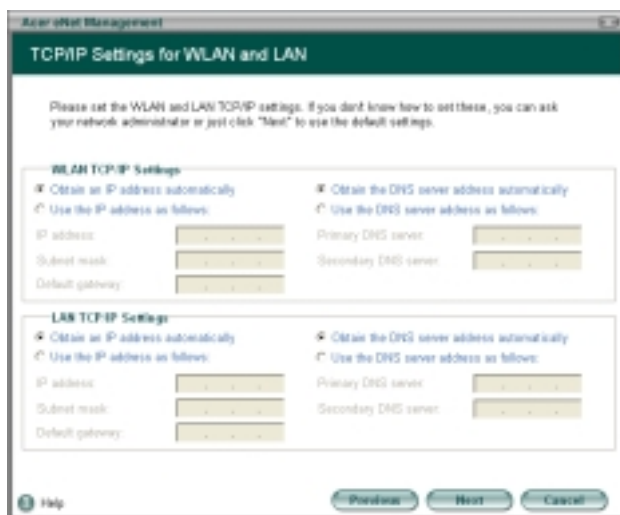 Acer eNet Management
TCP/IP Settings for WLAN and LAN
Please set the WLAN and LAN TCP/IP settings. If you don't know how to set these, you can ask
your network administrator or just click "Next" to use the default settings.
WLAN TCP/IP Settings
Obtain an IP address automatically
Obtain the DNS server address automatically
Use the IP address as follows:
Use the DNS server address as follows:
IP address:
Primary DNS server:
Subnet mask:
Secondary DNS server:
Default gateway:
LAN TCP/IP Settings
Obtain an IP address automatically
Obtain the DNS server address automatically
Use the IP address as follows:
Use the DNS server address as follows:
IP address:
Primary DNS server:
Subnet mask:
Secondary DNS server:
Default gateway:
Help
Previous
Next
Cancel